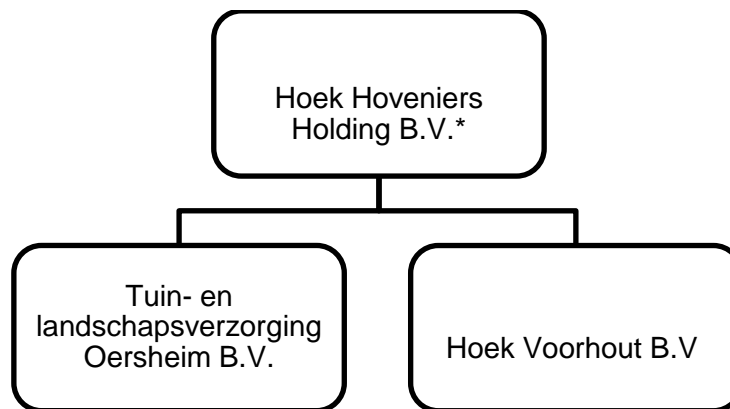 Hoek Hoveniers
Holding B.V.*
Tuin- en
landschapsverzorging
Oersheim B.V.
Hoek Voorhout B.V